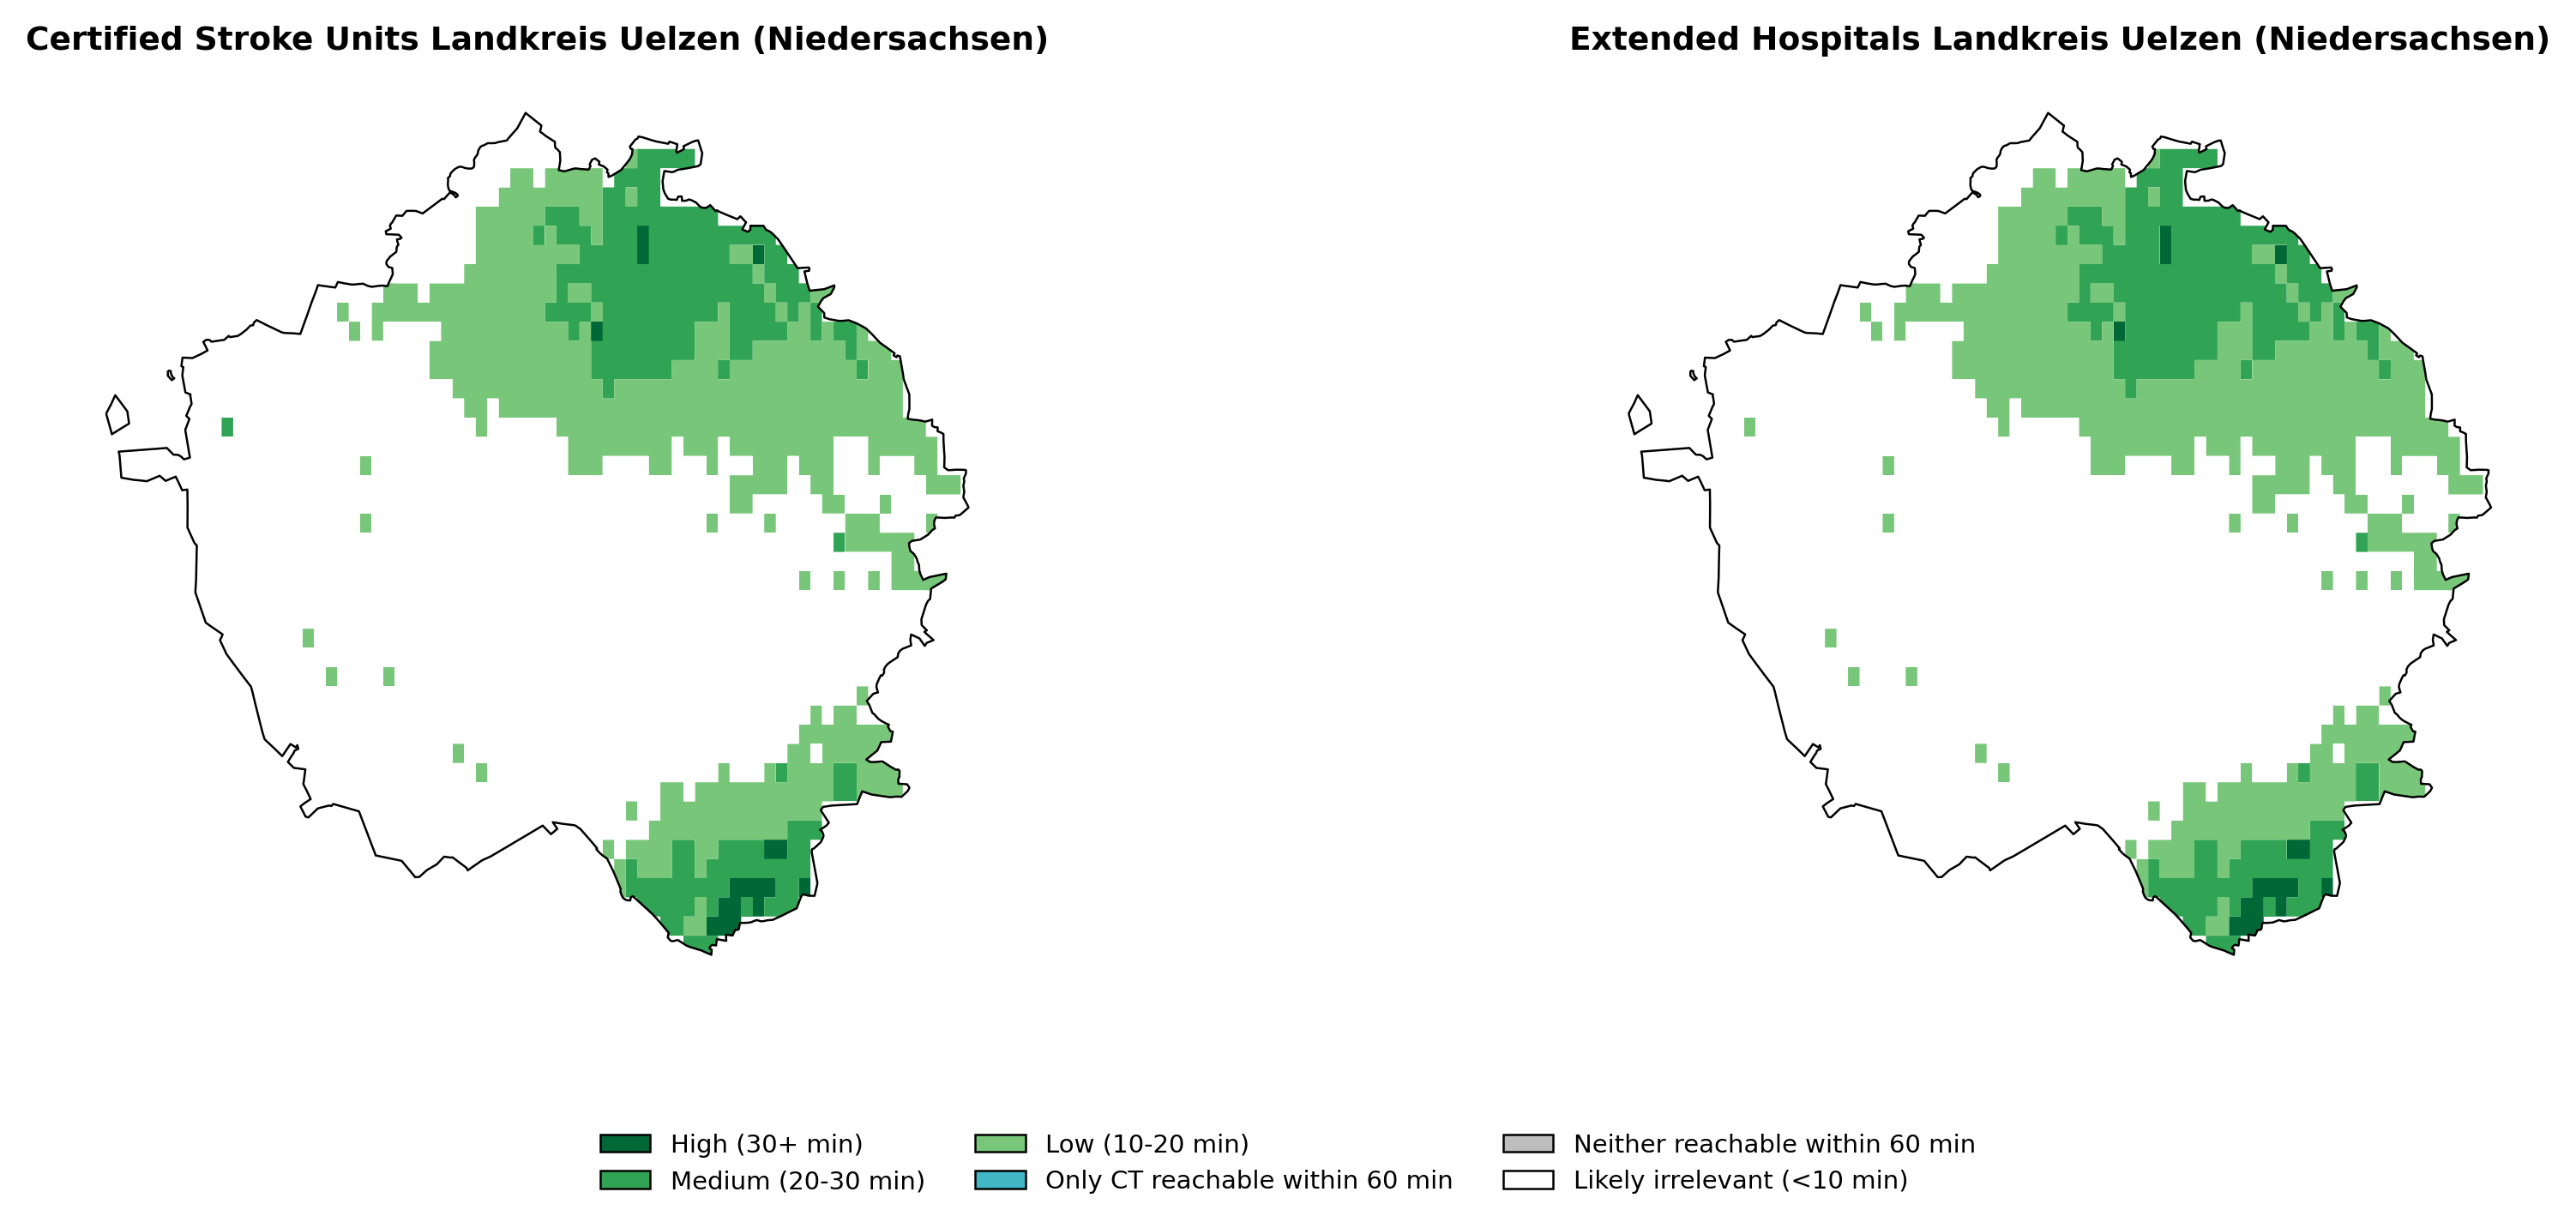 Certified Stroke Units Landkreis Uelzen (Niedersachsen)
Extended Hospitals Landkreis Uelzen (Niedersachsen)
High (30+ min)
Medium (20-30 min)
Low (10-20 min)
Only CT reachable within 60 min
Neither reachable within 60 min
Likely irrelevant (<10 min)